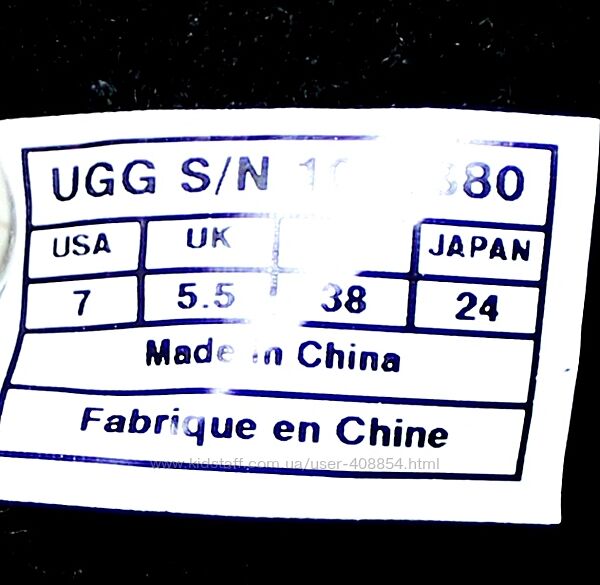 UGG S/N
USA UK JAPAN
7 5.5 38 24
Made in China
Fabrique en Chine
www.kidstaff.com.ua/user-408854.html